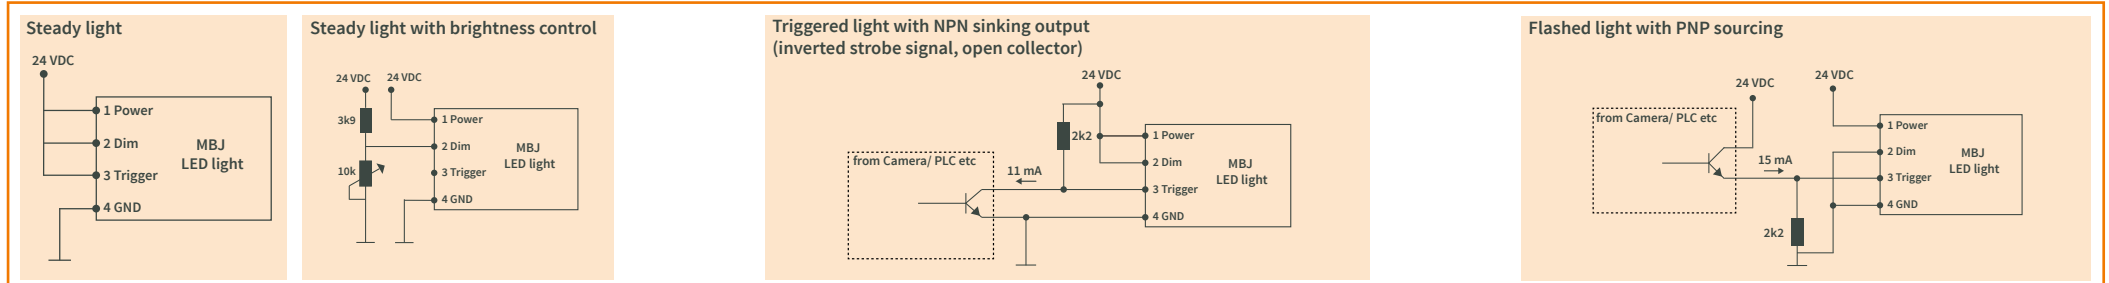 Steady light
24 VDC
1 Power
2 Dim
3 Trigger
4 GND
MBJ
LED light
Steady light with brightness control
24 VDC
24 VDC
3k9
10k
1 Power
2 Dim
3 Trigger
4 GND
MBJ
LED light
Triggered light with NPN sinking output
(inverted strobe signal, open collector)
24 VDC
2k2
from Camera/ PLC etc
11 mA
1 Power
2 Dim
3 Trigger
4 GND
MBJ
LED light
Flashed light with PNP sourcing
24 VDC
24 VDC
from Camera/ PLC etc
15 mA
2k2
1 Power
2 Dim
3 Trigger
4 GND
MBJ
LED light